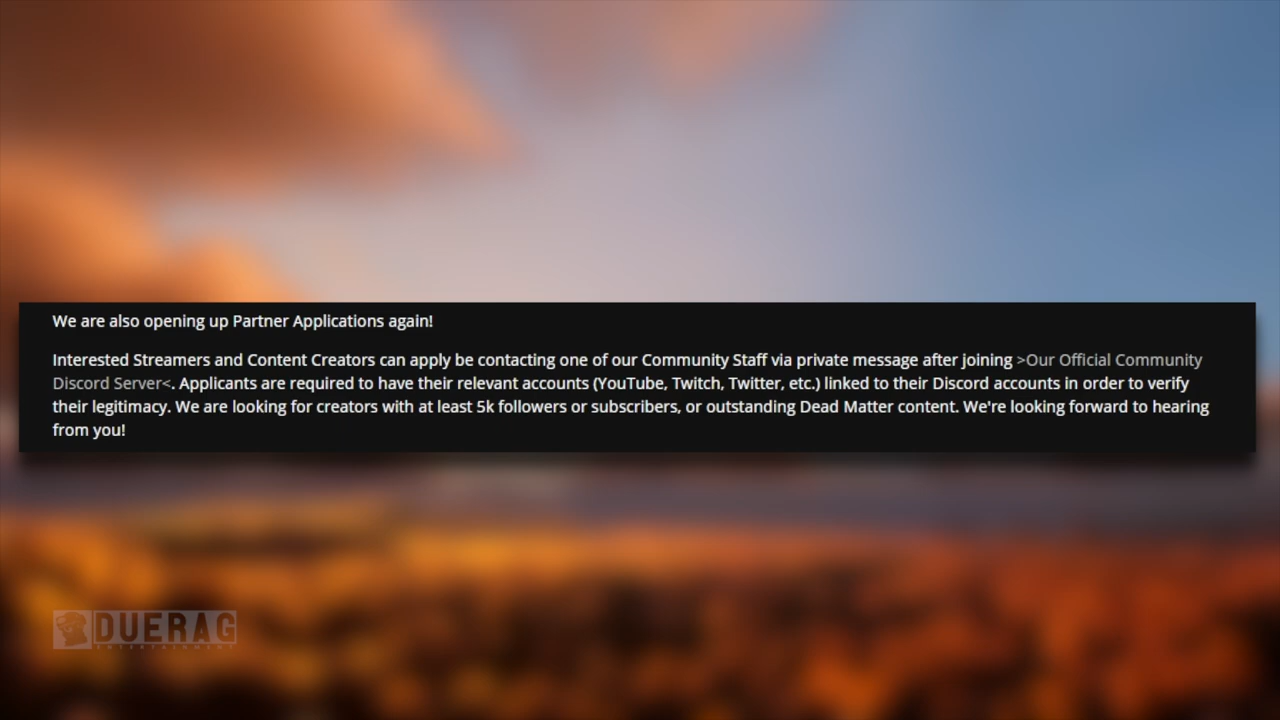 We are also opening up Partner Applications again!
Interested Streamers and Content Creators can apply be contacting one of our Community Staff via private message after joining >Our Official Community
Discord Server<. Applicants are required to have their relevant accounts (YouTube, Twitch, Twitter, etc.) linked to their Discord accounts in order to verify
their legitimacy. We are looking for creators with at least 5k followers or subscribers, or outstanding Dead Matter content. We're looking forward to hearing
from you!
DUERAG
ENTERTAINMENT